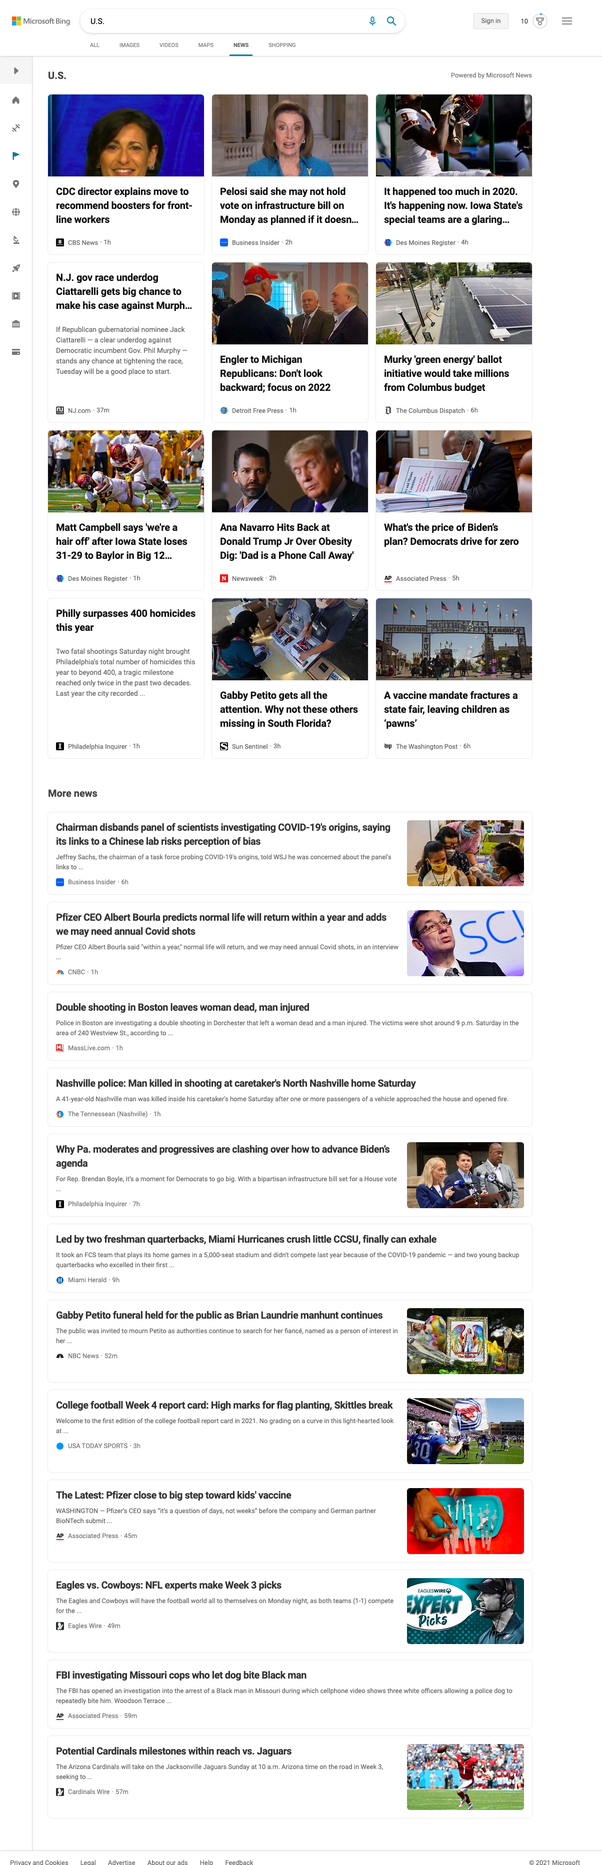 Microsoft Bing
U.S.
Sign in
10
ALL IMAGES VIDEOS MAPS NEWS SHOPPING
U.S.
Powered by Microsoft News
CDC director explains move to
recommend boosters for front-
line workers
CBS News · 1h
Pelosi said she may not hold
vote on infrastructure bill on
Monday as planned if it doesn...
Business Insider · 2h
It happened too much in 2020.
It's happening now. Iowa State's
special teams are a glaring...
Des Moines Register · 4h
N.J. gov race underdog
Ciattarelli gets big chance to
make his case against Murph...
If Republican gubernatorial nominee Jack
Ciattarelli — a clear underdog against
Democratic incumbent Gov. Phil Murphy —
stands any chance at tightening the race,
Tuesday will be a good place to start.
NJ.com · 37m
Engler to Michigan
Republicans: Don't look
backward; focus on 2022
Detroit Free Press · 1h
Murky 'green energy' ballot
initiative would take millions
from Columbus budget
The Columbus Dispatch · 6h
Matt Campbell says 'we're a
hair off' after Iowa State loses
31-29 to Baylor in Big 12...
Des Moines Register · 1h
Ana Navarro Hits Back at
Donald Trump Jr Over Obesity
Dig: 'Dad is a Phone Call Away'
Newsweek · 2h
What's the price of Biden's
plan? Democrats drive for zero
AP Associated Press · 5h
Philly surpasses 400 homicides
this year
Two fatal shootings Saturday night brought
Philadelphia's total number of homicides this
year to beyond 400, a tragic milestone
reached only twice in the past two decades.
Last year the city recorded ...
Philadelphia Inquirer · 1h
Gabby Petito gets all the
attention. Why not these others
missing in South Florida?
Sun Sentinel · 3h
A vaccine mandate fractures a
state fair, leaving children as
'pawns'
wp The Washington Post · 6h
More news
Chairman disbands panel of scientists investigating COVID-19's origins, saying
its links to a Chinese lab risks perception of bias
Jeffrey Sachs, the chairman of a task force probing COVID-19's origins, told WSJ he was concerned about the panel's
links to ...
Business Insider · 6h
Pfizer CEO Albert Bourla predicts normal life will return within a year and adds
we may need annual Covid shots
Pfizer CEO Albert Bourla said "within a year," normal life will return, and we may need annual Covid shots, in an interview
...
CNBC · 1h
Double shooting in Boston leaves woman dead, man injured
Police in Boston are investigating a double shooting in Dorchester that left a woman dead and a man injured. The victims were shot around 9 p.m. Saturday in the
area of 240 Westview St., according to ...
MassLive.com · 1h
Nashville police: Man killed in shooting at caretaker's North Nashville home Saturday
A 41-year-old Nashville man was killed inside his caretaker's home Saturday after one or more passengers of a vehicle approached the house and opened fire.
The Tennessean (Nashville) · 1h
Why Pa. moderates and progressives are clashing over how to advance Biden's
agenda
For Rep. Brendan Boyle, it's a moment for Democrats to go big. With a bipartisan infrastructure bill set for a House vote
...
Philadelphia Inquirer · 7h
Led by two freshman quarterbacks, Miami Hurricanes crush little CCSU, finally can exhale
It took an FCS team that plays its home games in a 5,000-seat stadium and didn't compete last year because of the COVID-19 pandemic — and two young backup
quarterbacks who excelled in their first ...
Miami Herald · 9h
Gabby Petito funeral held for the public as Brian Laundrie manhunt continues
The public was invited to mourn Petito as authorities continue to search for her fiancé, named as a person of interest in
her ...
NBC News · 52m
College football Week 4 report card: High marks for flag planting, Skittles break
Welcome to the first edition of the college football report card in 2021. No grading on a curve in this light-hearted look
at ...
USA TODAY SPORTS · 3h
30
The Latest: Pfizer close to big step toward kids' vaccine
WASHINGTON — Pfizer's CEO says "it's a question of days, not weeks" before the company and German partner
BioNTech submit ...
AP Associated Press · 45m
Eagles vs. Cowboys: NFL experts make Week 3 picks
The Eagles and Cowboys will have the football world all to themselves on Monday night, as both teams (1-1) compete
for the ...
Eagles Wire · 49m
EAGLESWIRE
EXPERT
Picks
FBI investigating Missouri cops who let dog bite Black man
The FBI has opened an investigation into the arrest of a Black man in Missouri during which cellphone video shows three white officers allowing a police dog to
repeatedly bite him. Woodson Terrace ...
AP Associated Press · 59m
Potential Cardinals milestones within reach vs. Jaguars
The Arizona Cardinals will take on the Jacksonville Jaguars Sunday at 10 a.m. Arizona time on the road in Week 3,
seeking to ...
Cardinals Wire · 57m
Privacy and Cookies Legal Advertise About our ads Help Feedback
© 2021 Microsoft